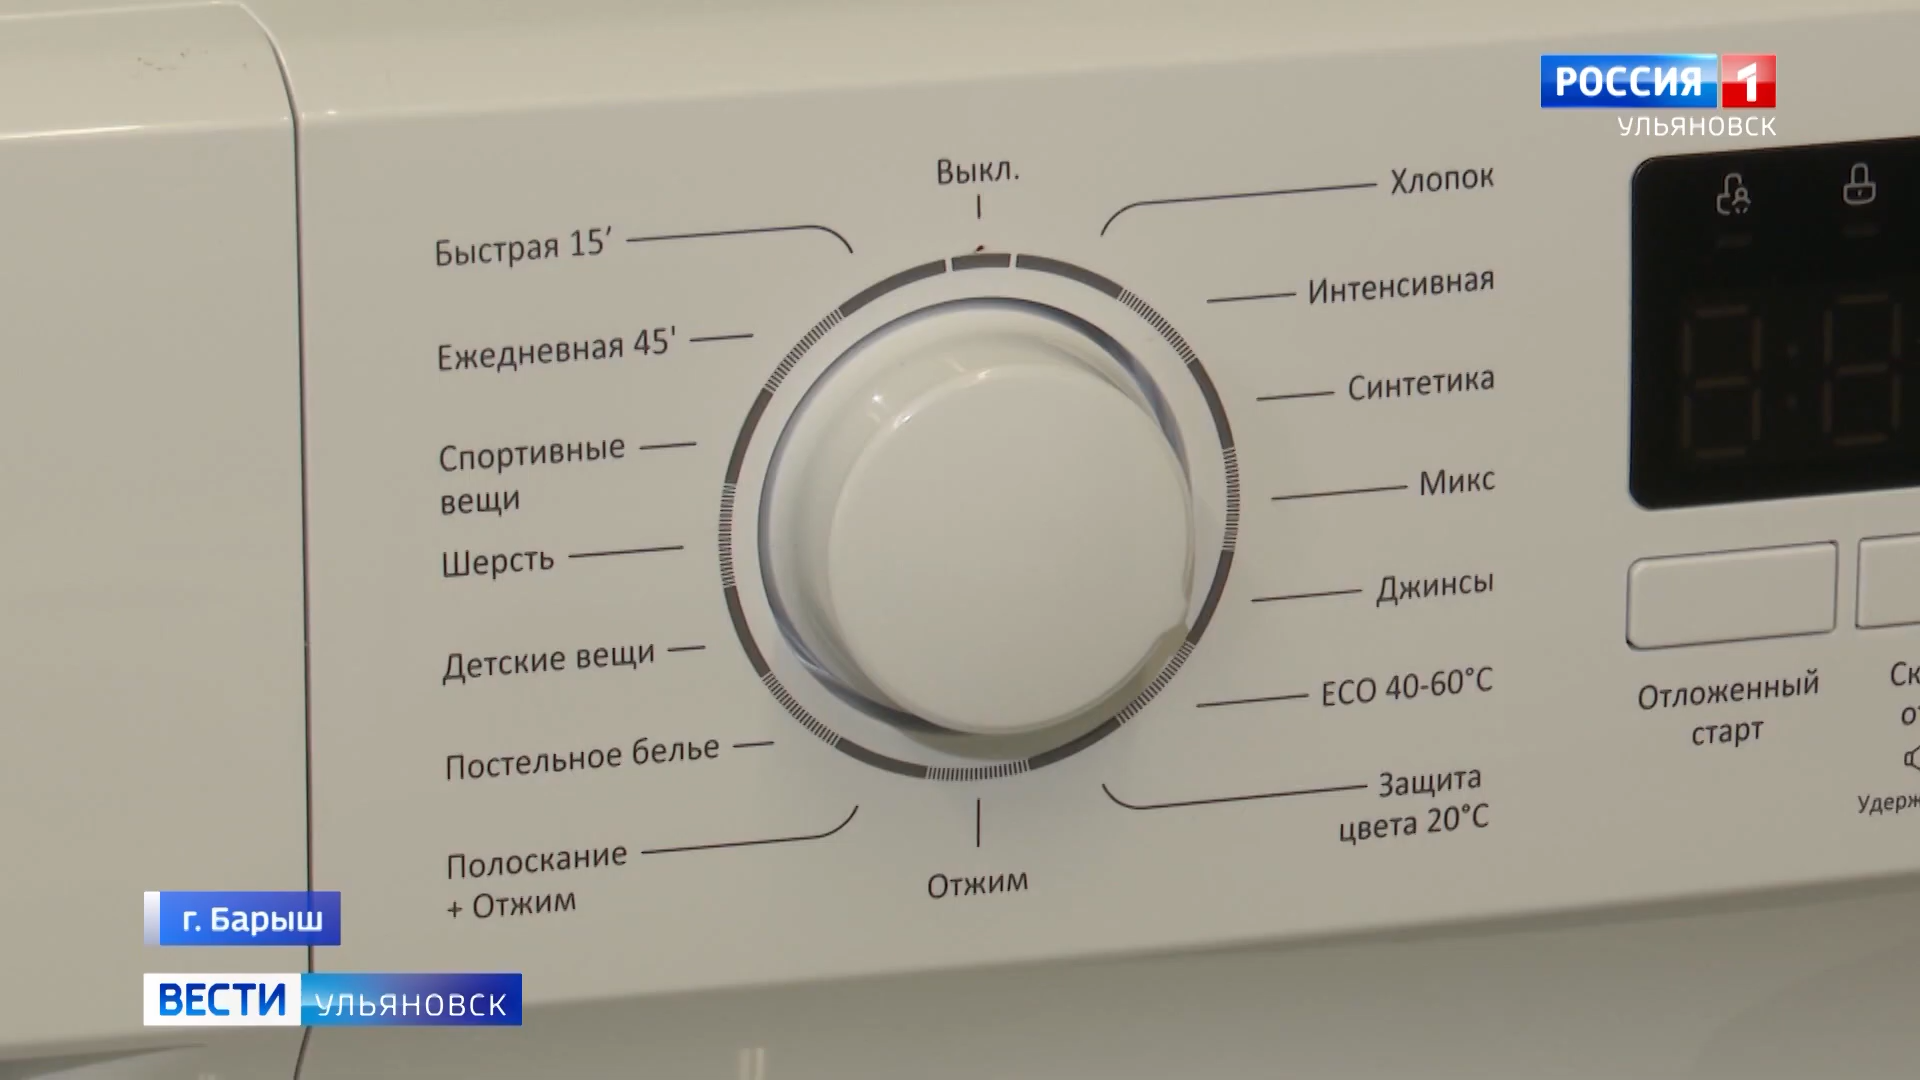 РОССИЯ 1
УЛЬЯНОВСК
Выкл.
Хлопок
Интенсивная
Синтетика
Микс
Джинсы
ECO 40-60°C
Защита
цвета 20°C
Отжим
Быстрая 15′
Ежедневная 45'
Спортивные
вещи
Шерсть
Детские вещи
Постельное белье
Полоскание
+ Отжим
Отложенный
старт
г. Барыш
ВЕСТИ УЛЬЯНОВСК